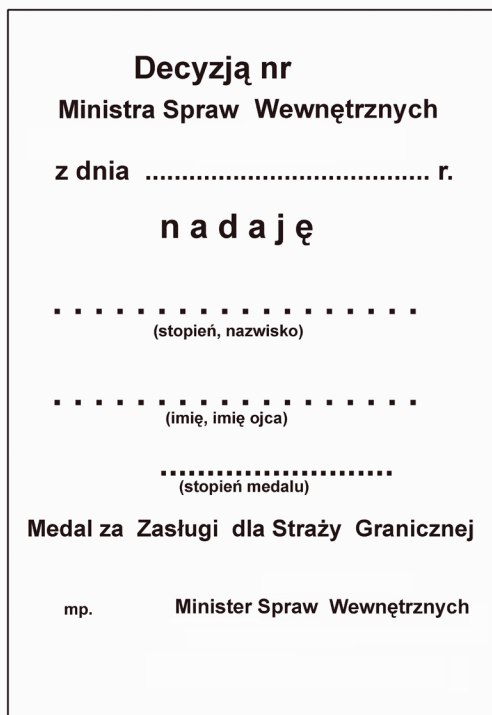 Decyzją nr
Ministra Spraw Wewnętrznych
z dnia ....................................... r.
n a d a j ę
. . . . . . . . . . . . . . . . . .
(stopień, nazwisko)
. . . . . . . . . . . . . . . . . .
(imię, imię ojca)
.........................
(stopień medalu)
Medal za Zasługi dla Straży Granicznej
mp. Minister Spraw Wewnętrznych